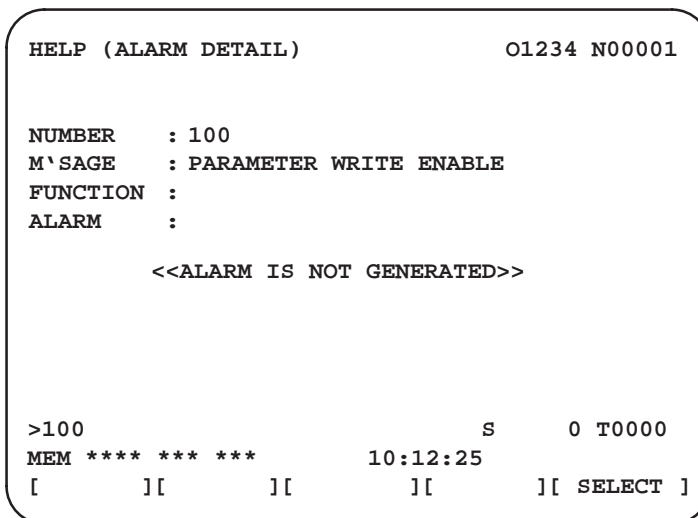 HELP (ALARM DETAIL) O1234 N00001
NUMBER : 100
M‘SAGE : PARAMETER WRITE ENABLE
FUNCTION :
ALARM :
<<ALARM IS NOT GENERATED>>
>100 S 0 T0000
MEM **** *** *** 10:12:25
[ ][ ][ ][ ][ SELECT ]